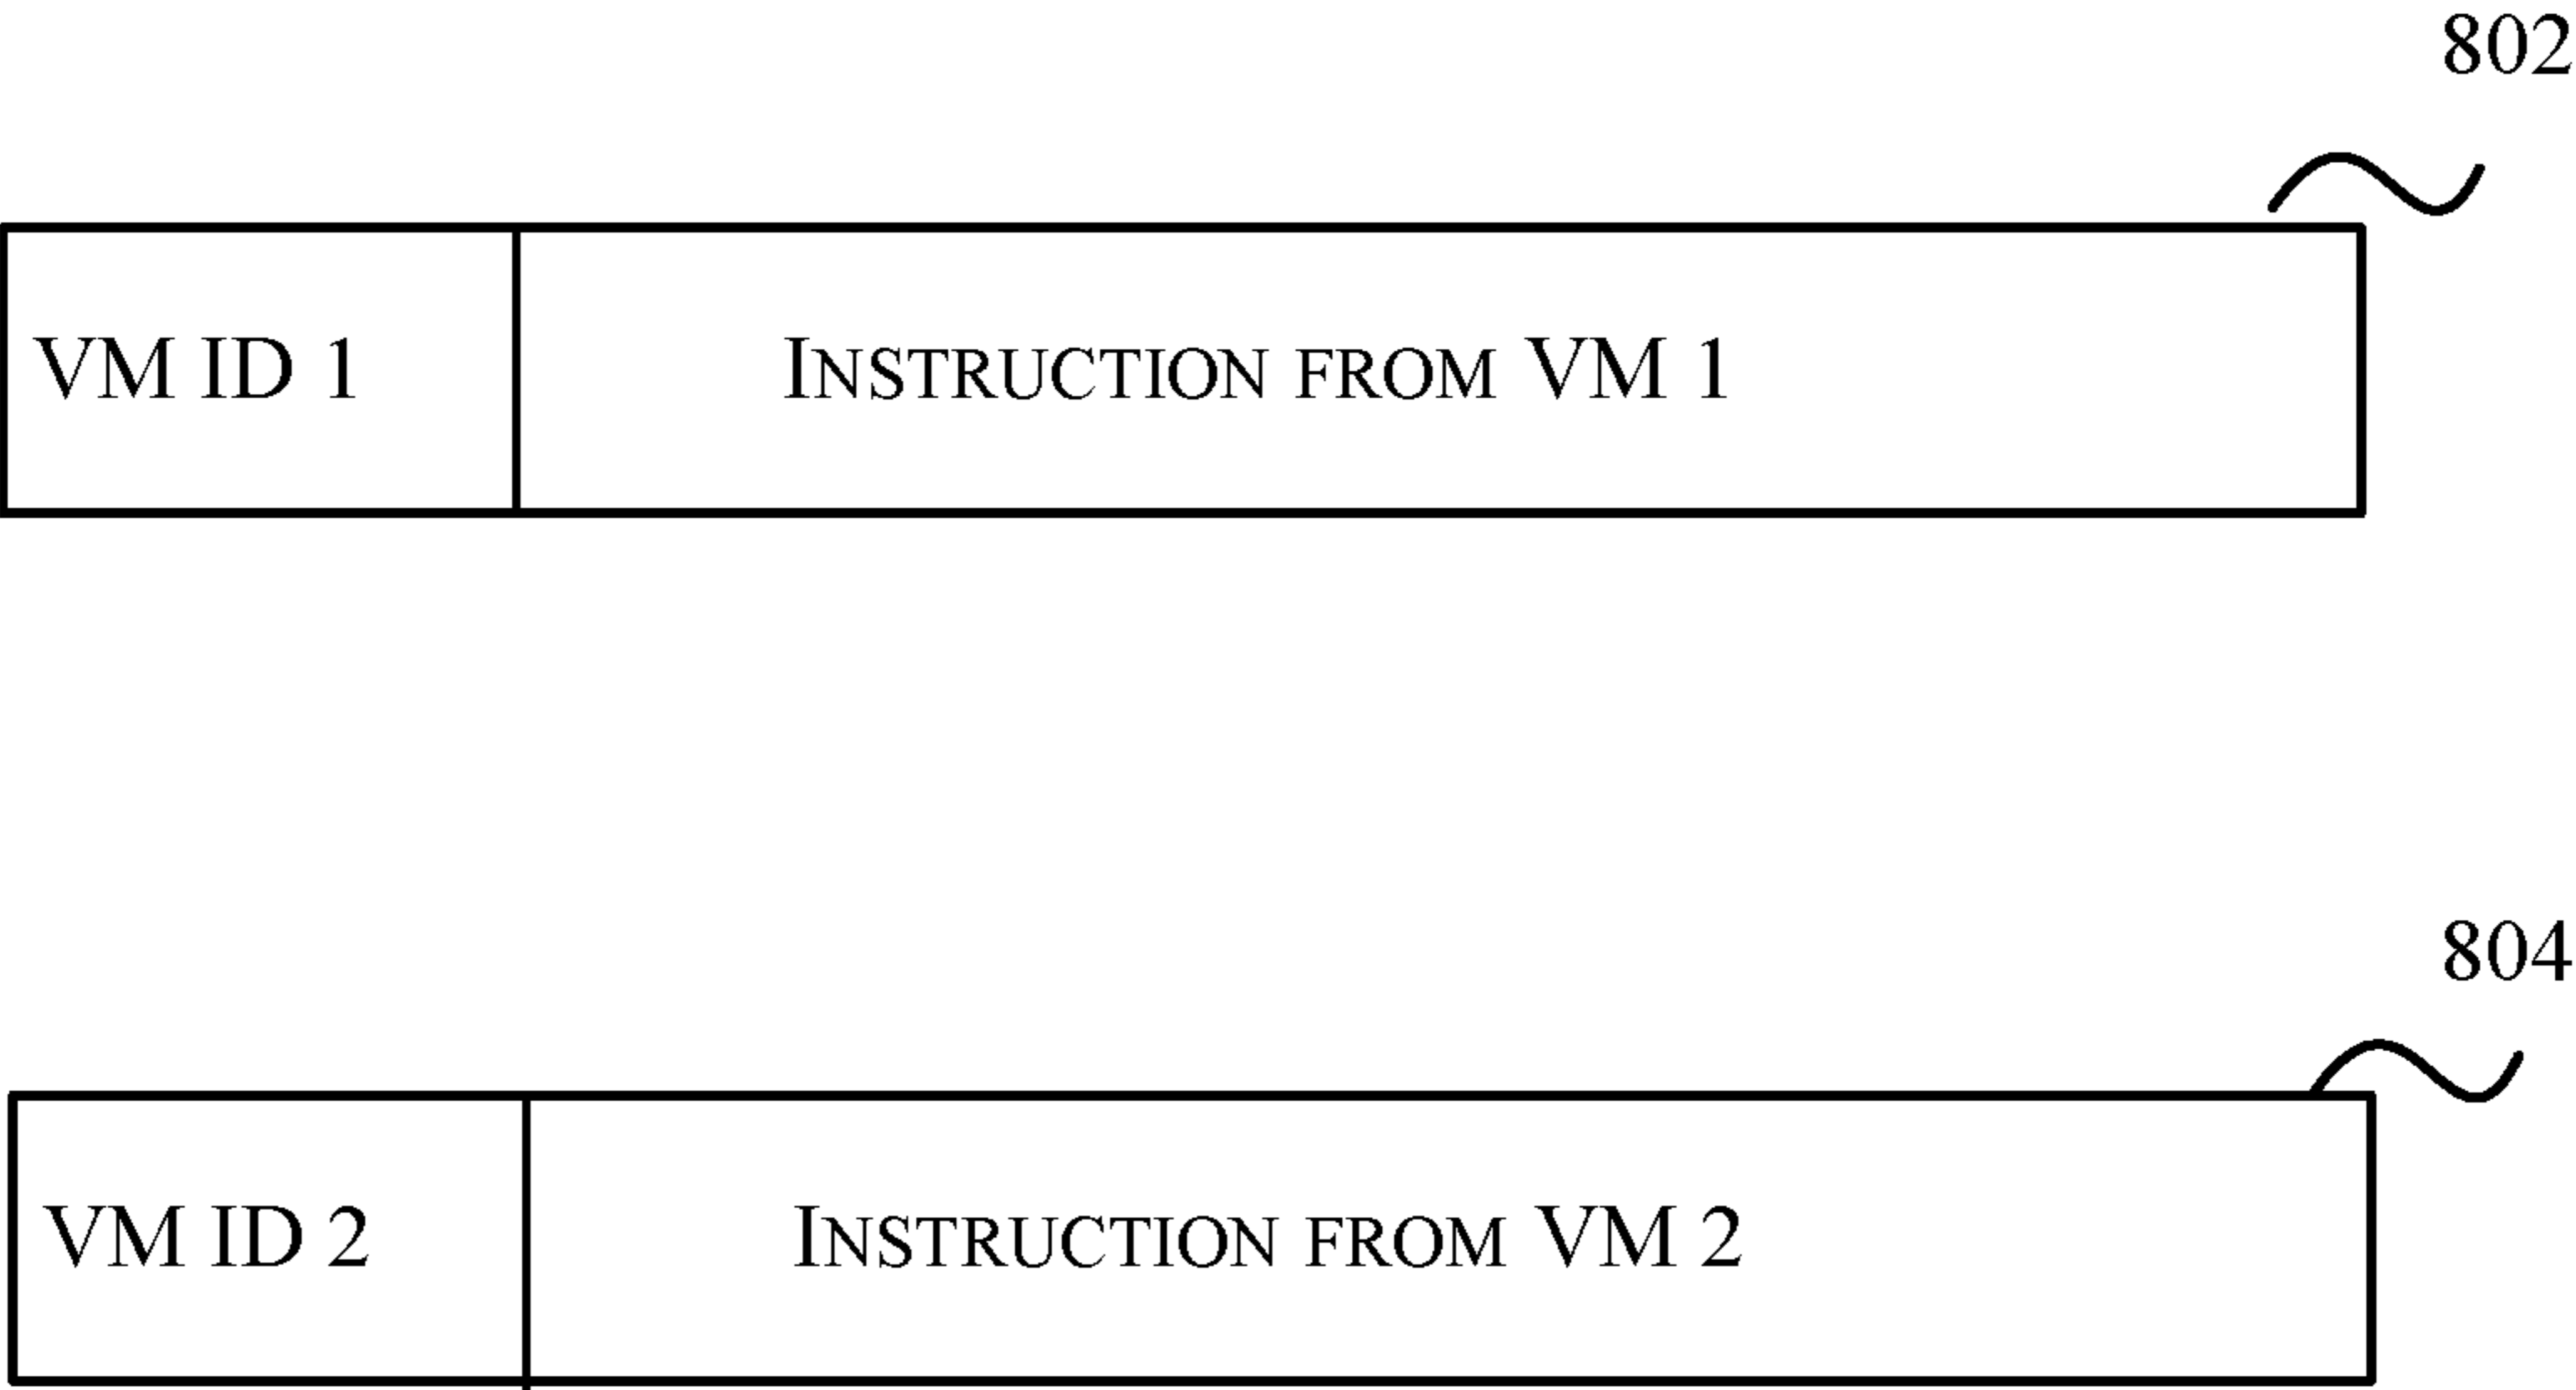 802
VM ID 1 INSTRUCTION FROM VM 1
804
VM ID 2 INSTRUCTION FROM VM 2